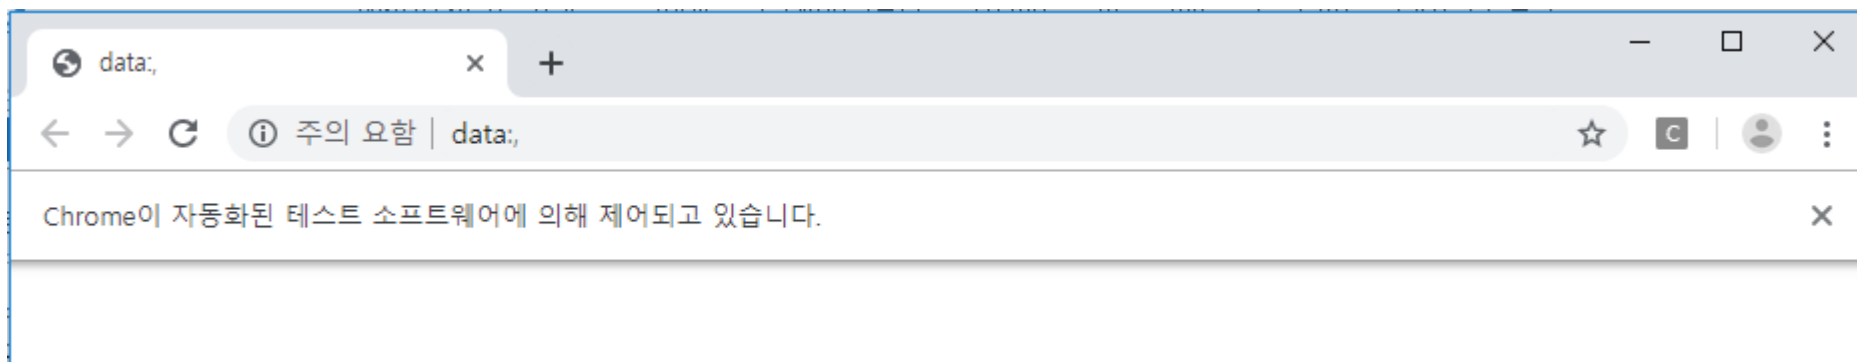 data:,
주의 요함 | data:,
C
Chrome이 자동화된 테스트 소프트웨어에 의해 제어되고 있습니다.